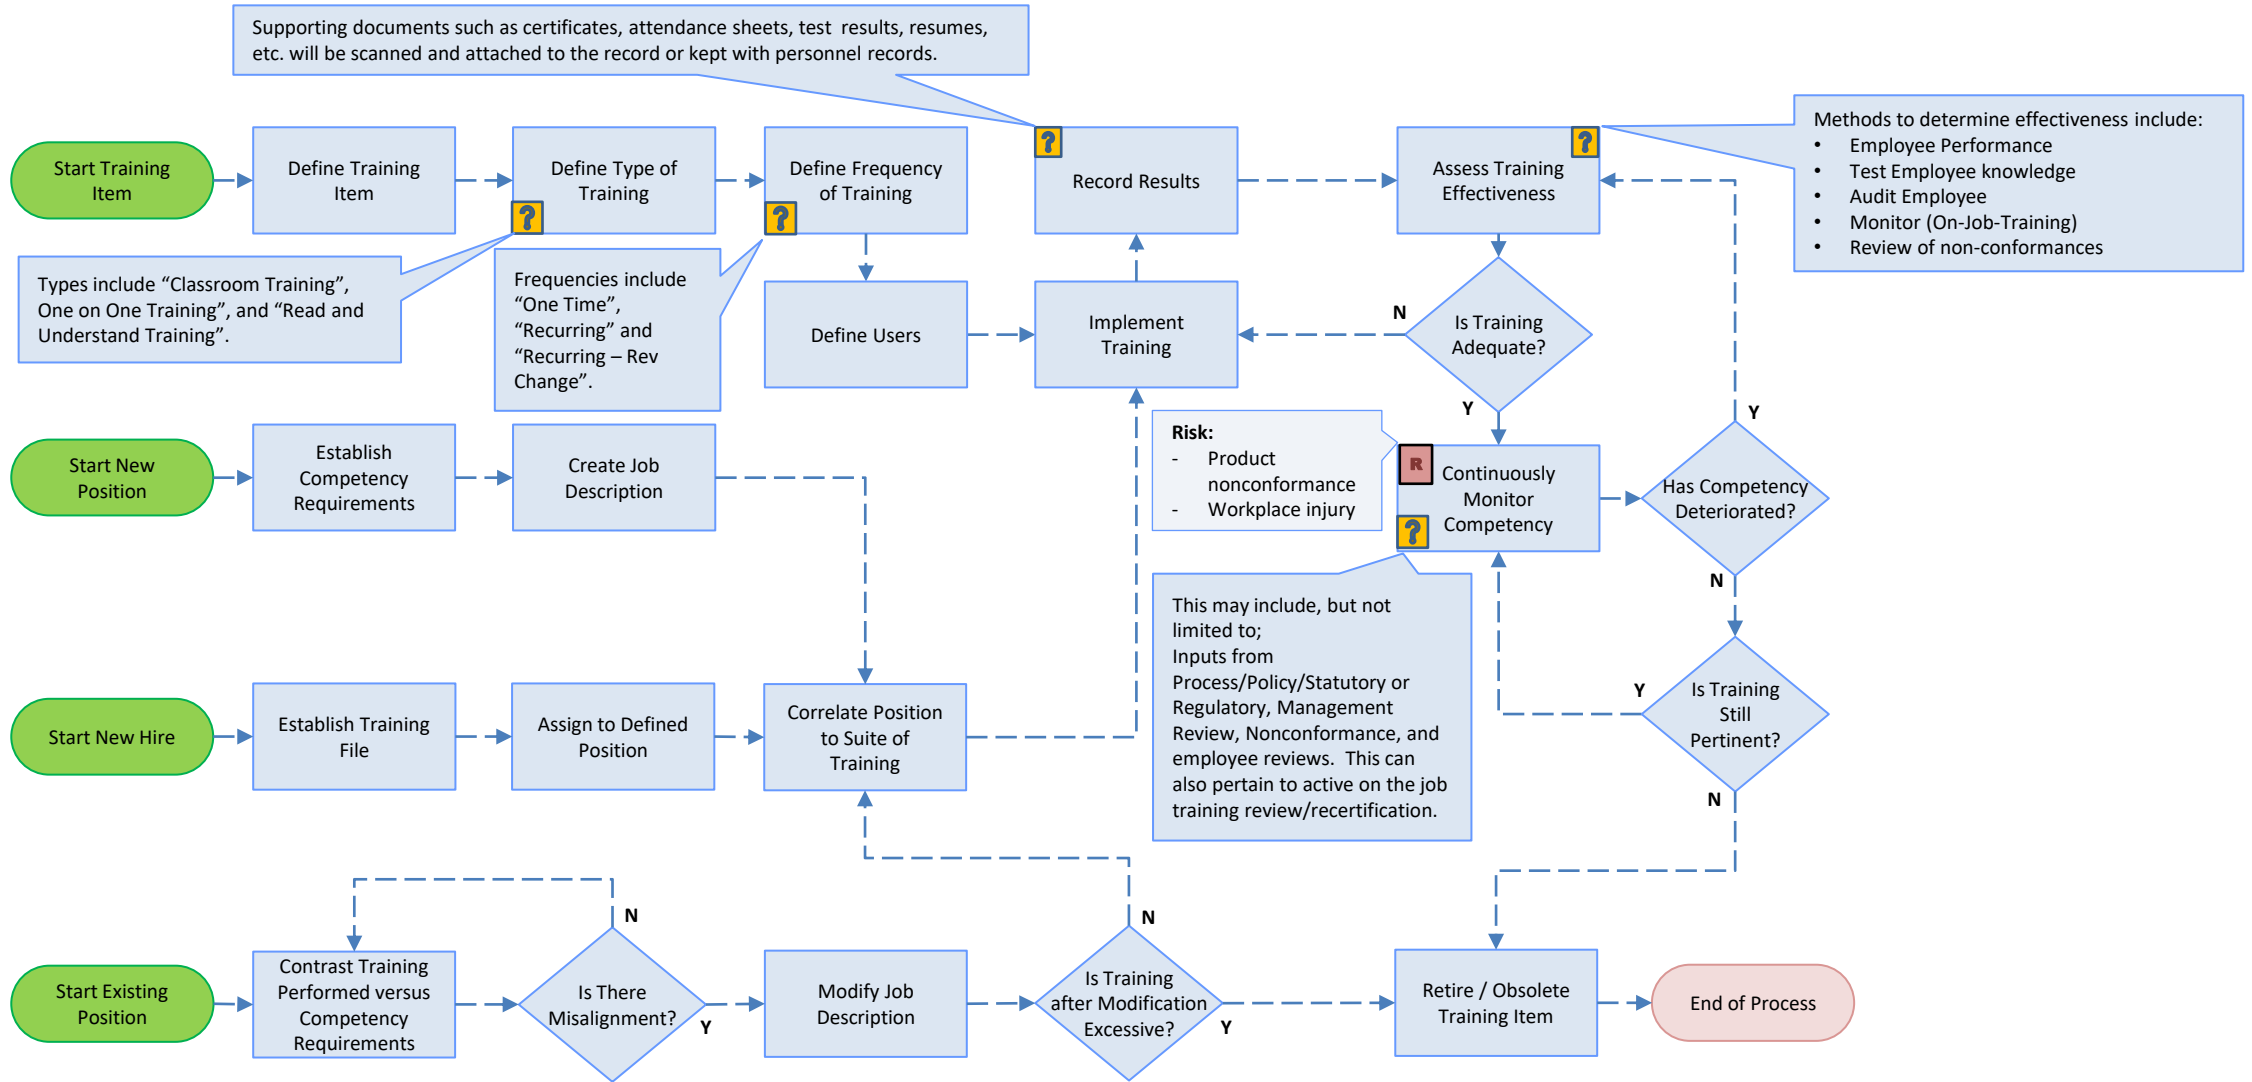 Supporting documents such as certificates, attendance sheets, test  results, resumes,
etc. will be scanned and attached to the record or kept with personnel records.
Start Training
Item
Define Training
Item
Define Type of
Training
?
Define Frequency
of Training
?
?
Record Results
Assess Training
Effectiveness
?
Methods to determine effectiveness include:
• Employee Performance
• Test Employee knowledge
• Audit Employee
• Monitor (On-Job-Training)
• Review of non-conformances
Types include “Classroom Training”,
One on One Training”, and “Read and
Understand Training”.
Frequencies include
“One Time”,
“Recurring” and
“Recurring – Rev
Change”.
Define Users
Implement
Training
N
Is Training
Adequate?
Y
Start New
Position
Establish
Competency
Requirements
Create Job
Description
Risk:
- Product
nonconformance
- Workplace injury
R
Continuously
Monitor
Competency
?
Y
Has Competency
Deteriorated?
N
This may include, but not
limited to;
Inputs from
Process/Policy/Statutory or
Regulatory, Management
Review, Nonconformance, and
employee reviews.  This can
also pertain to active on the job
training review/recertification.
Y
Is Training
Still
Pertinent?
N
Start New Hire
Establish Training
File
Assign to Defined
Position
Correlate Position
to Suite of
Training
Start Existing
Position
Contrast Training
Performed versus
Competency
Requirements
N
Is There
Misalignment?
Y
Modify Job
Description
N
Is Training
after Modification
Excessive?
Y
Retire / Obsolete
Training Item
End of Process